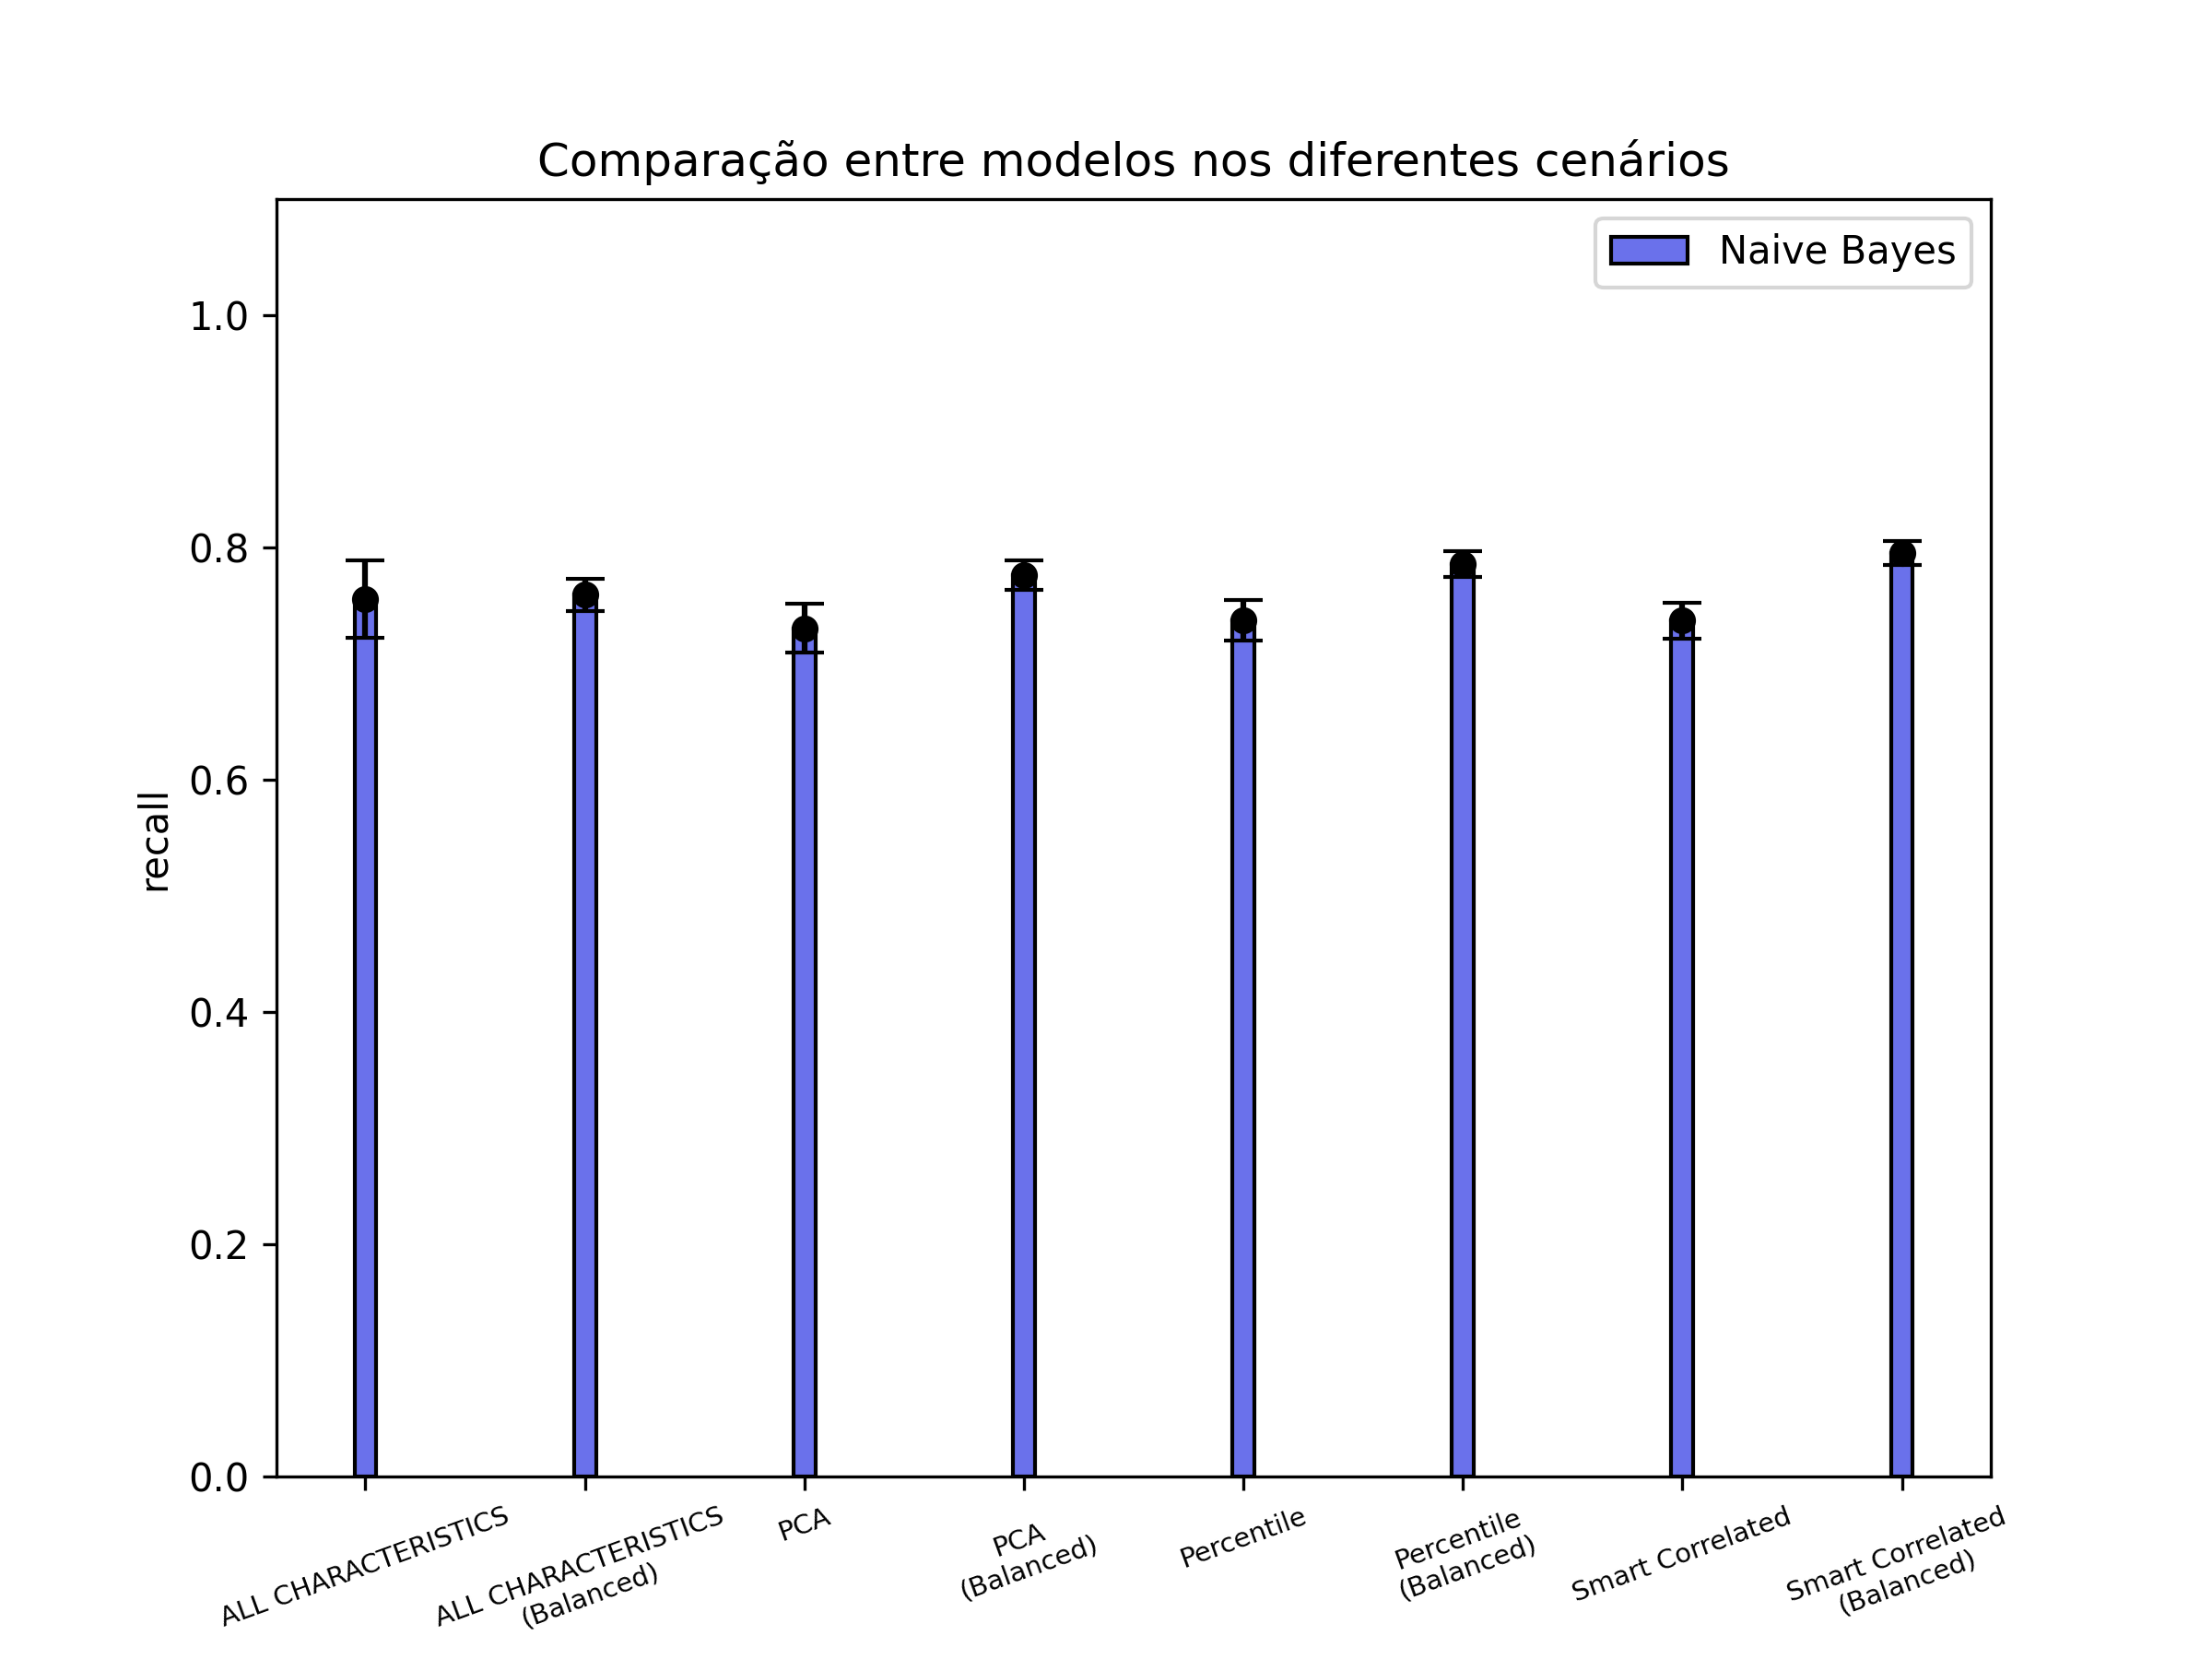 Comparação entre modelos nos diferentes cenários
Naive Bayes
1.0
0.8
0.6
0.4
0.2
0.0
recall
ALL CHARACTERISTICS
ALL CHARACTERISTICS
(Balanced)
PCA
PCA
(Balanced)
Percentile
Percentile
(Balanced)
Smart Correlated
Smart Correlated
(Balanced)